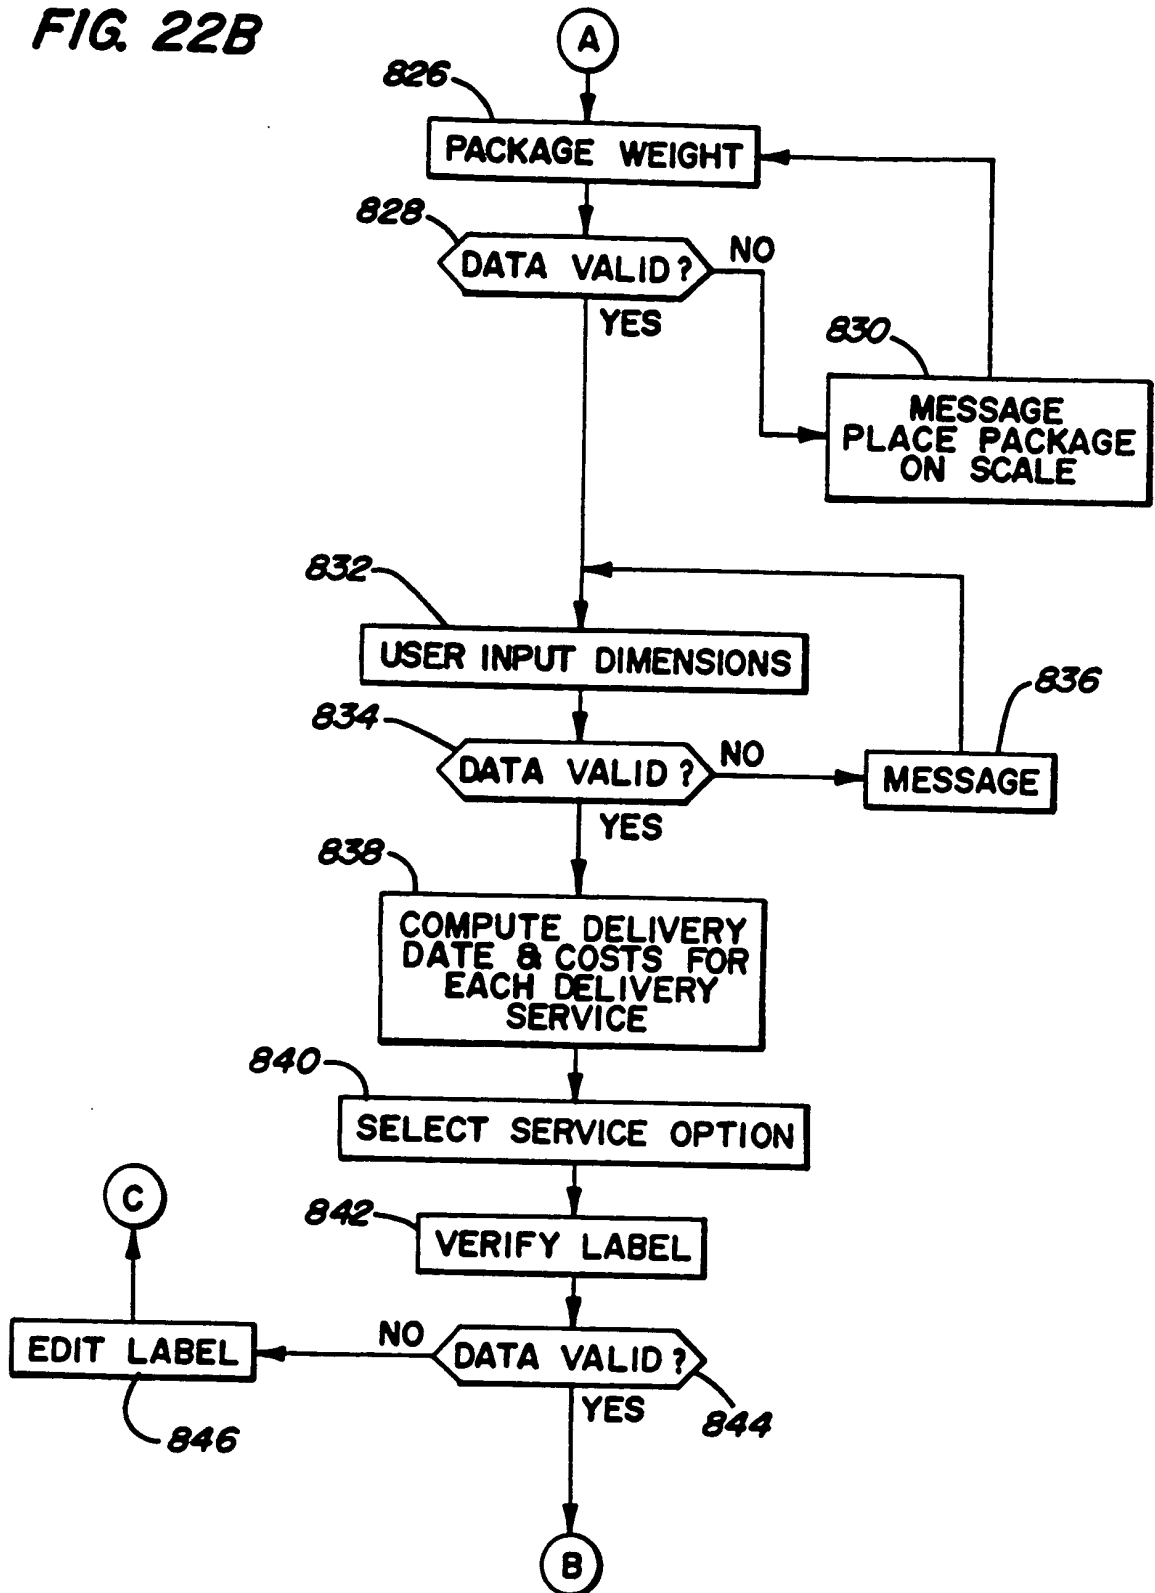 FIG. 22B
A
826
PACKAGE WEIGHT
828
DATA VALID?
NO
YES
830
MESSAGE
PLACE PACKAGE
ON SCALE
832
USER INPUT DIMENSIONS
834
DATA VALID?
NO
836
MESSAGE
YES
838
COMPUTE DELIVERY
DATE & COSTS FOR
EACH DELIVERY
SERVICE
840
SELECT SERVICE OPTION
C
842
VERIFY LABEL
EDIT LABEL
NO
DATA VALID?
YES
844
846
B